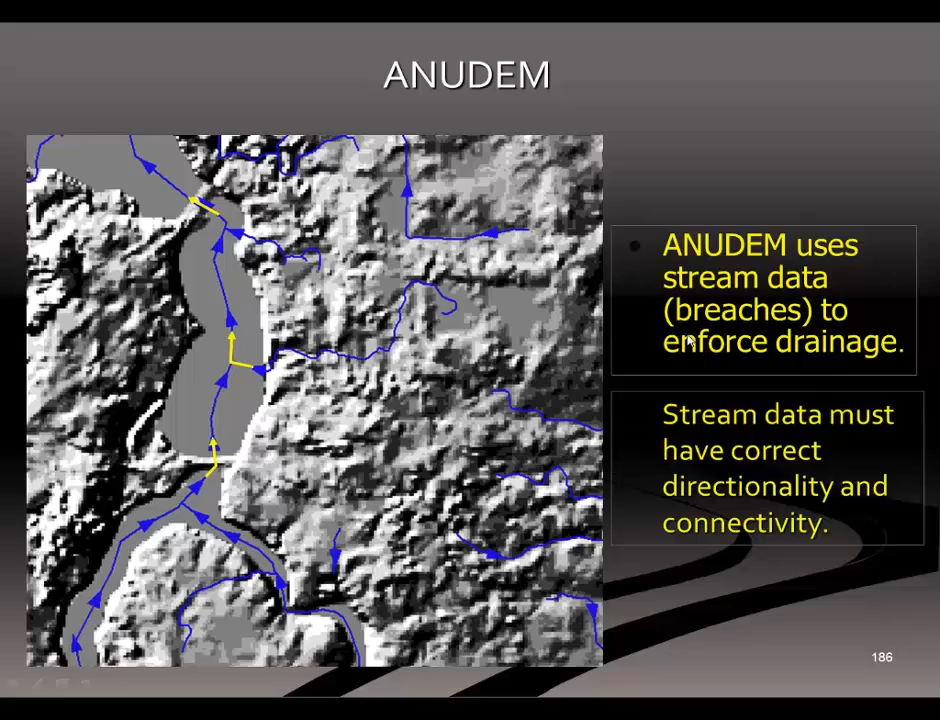 ANUDEM
ANUDEM uses
stream data
(breaches) to
enforce drainage.
Stream data must
have correct
directionality and
connectivity.
186